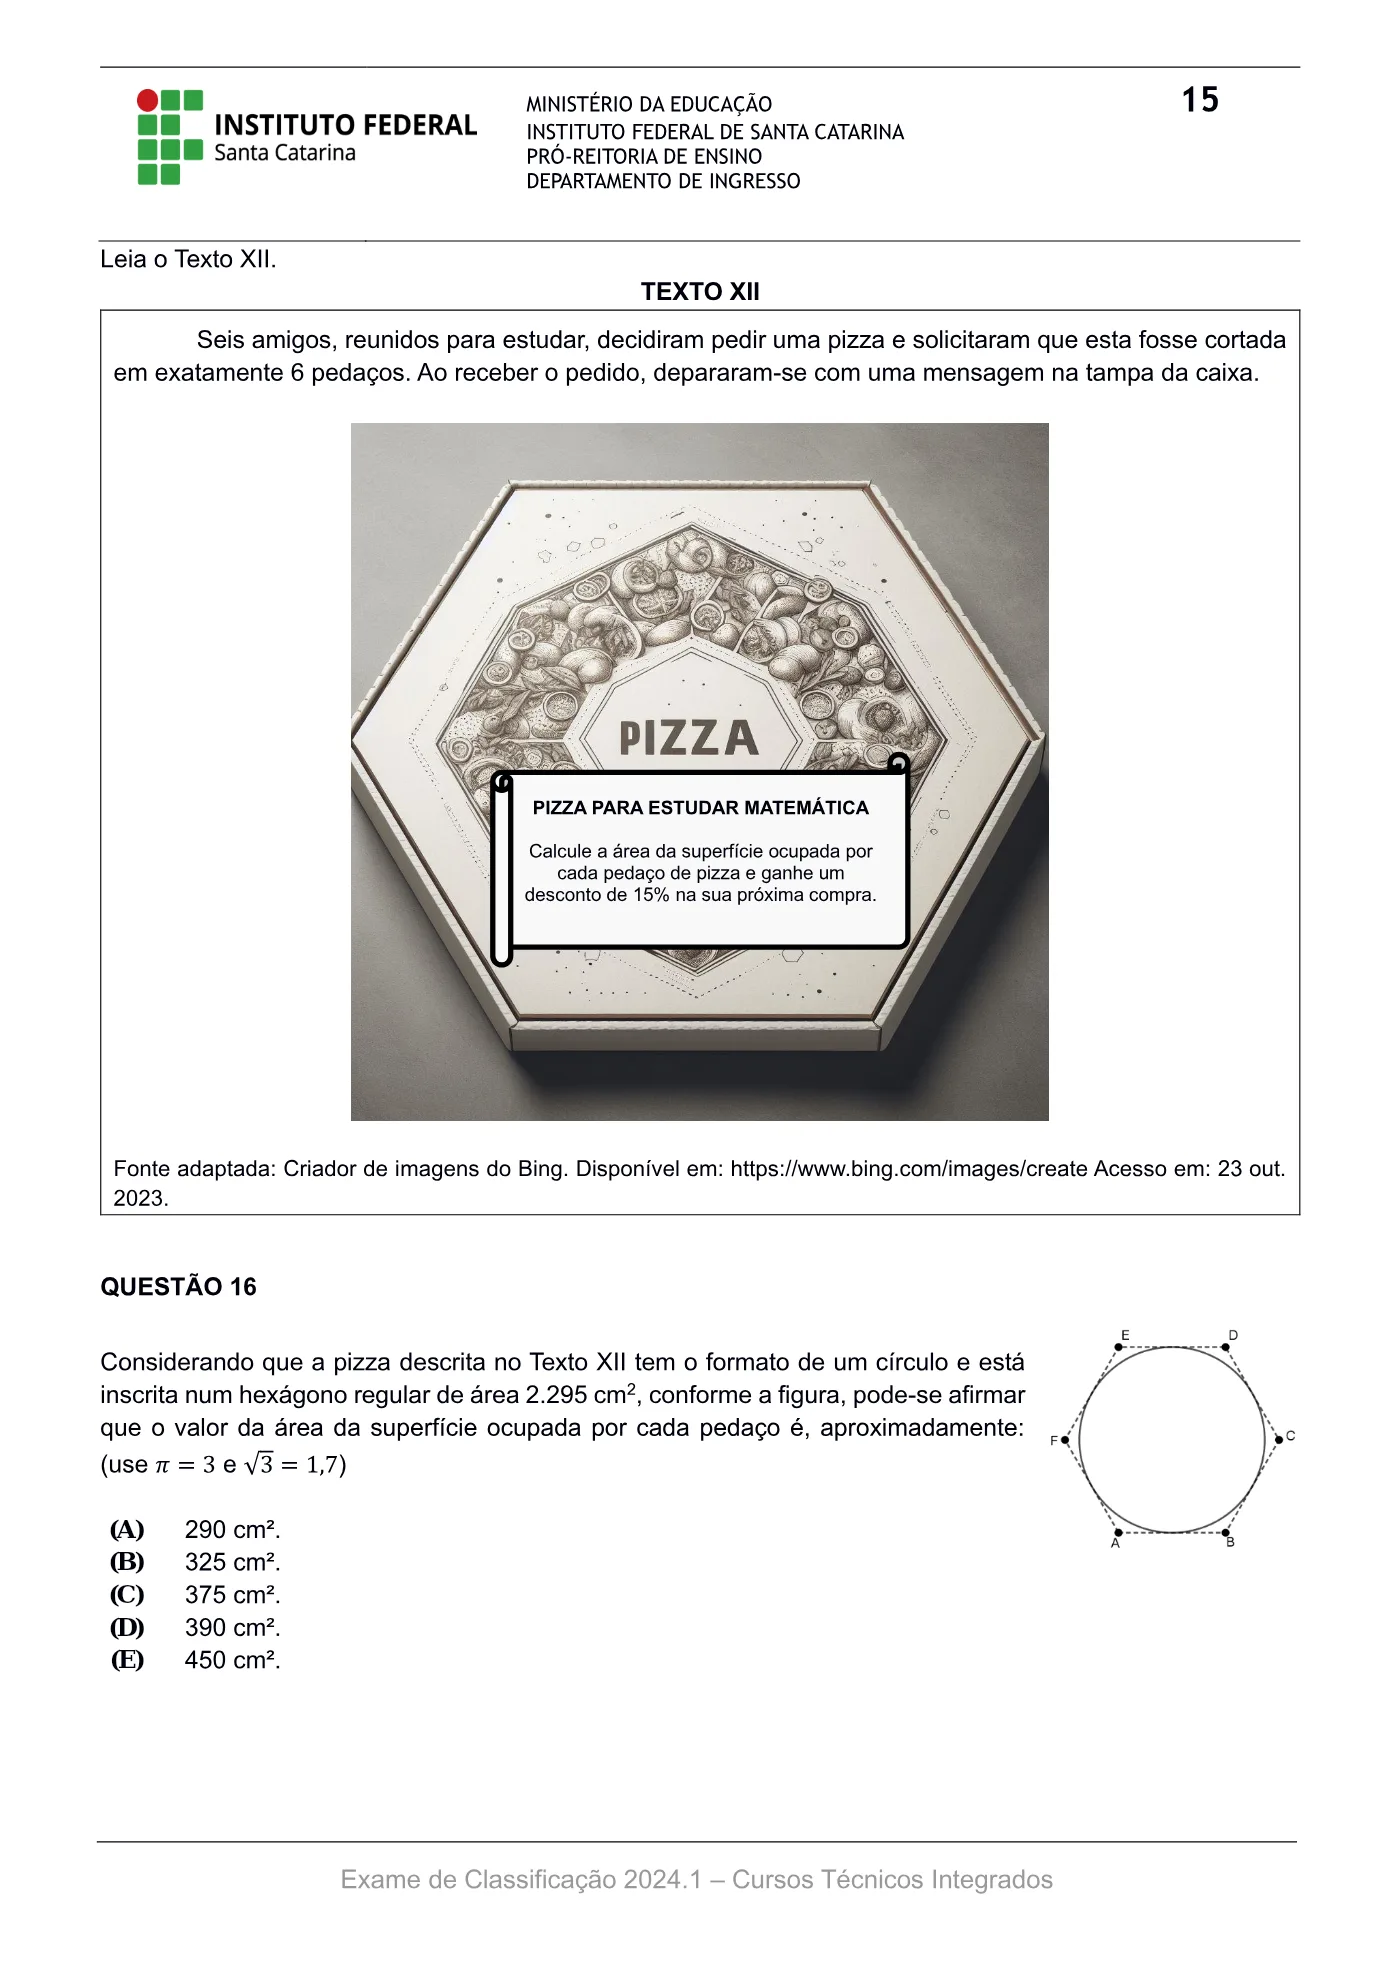 INSTITUTO FEDERAL
Santa Catarina
MINISTÉRIO DA EDUCAÇÃO
INSTITUTO FEDERAL DE SANTA CATARINA
PRÓ-REITORIA DE ENSINO
DEPARTAMENTO DE INGRESSO
15
Leia o Texto XII.
TEXTO XII
Seis amigos, reunidos para estudar, decidiram pedir uma pizza e solicitaram que esta fosse cortada
em exatamente 6 pedaços. Ao receber o pedido, depararam-se com uma mensagem na tampa da caixa.
PIZZA
PIZZA PARA ESTUDAR MATEMÁTICA
Calcule a área da superfície ocupada por
cada pedaço de pizza e ganhe um
desconto de 15% na sua próxima compra.
Fonte adaptada: Criador de imagens do Bing. Disponível em: https://www.bing.com/images/create Acesso em: 23 out.
2023.
QUESTÃO 16
Considerando que a pizza descrita no Texto XII tem o formato de um círculo e está
inscrita num hexágono regular de área 2.295 cm², conforme a figura, pode-se afirmar
que o valor da área da superfície ocupada por cada pedaço é, aproximadamente:
(use π = 3 e √3 = 1,7)
E D
F C
A B
(A) 290 cm².
(B) 325 cm².
(C) 375 cm².
(D) 390 cm².
(E) 450 cm².
Exame de Classificação 2024.1 – Cursos Técnicos Integrados